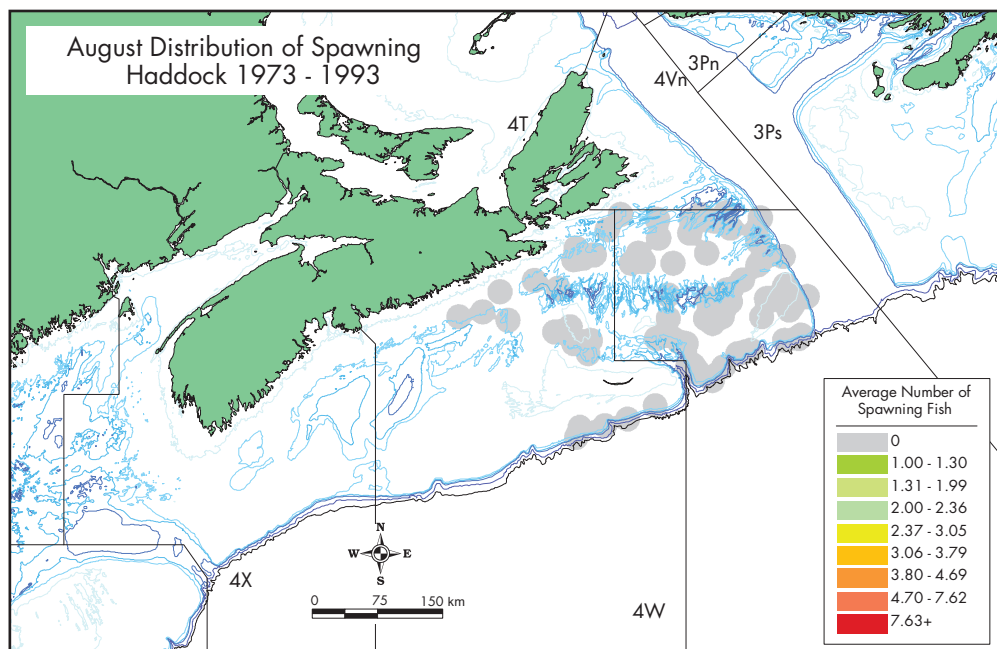 August Distribution of Spawning
Haddock 1973 - 1993
4T
4Vn
3Pn
3Ps
Average Number of
Spawning Fish
0
1.00 - 1.30
1.31 - 1.99
2.00 - 2.36
2.37 - 3.05
3.06 - 3.79
3.80 - 4.69
4.70 - 7.62
7.63+
N
W E
S
4X
0 75 150 km
4W